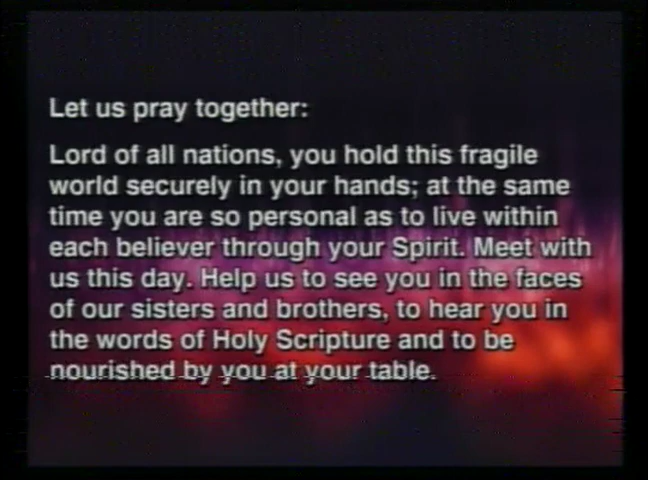 Let us pray together:
Lord of all nations, you hold this fragile
world securely in your hands; at the same
time you are so personal as to live within
each believer through your Spirit. Meet with
us this day. Help us to see you in the faces
of our sisters and brothers, to hear you in
the words of Holy Scripture and to be
nourished by you at your table.